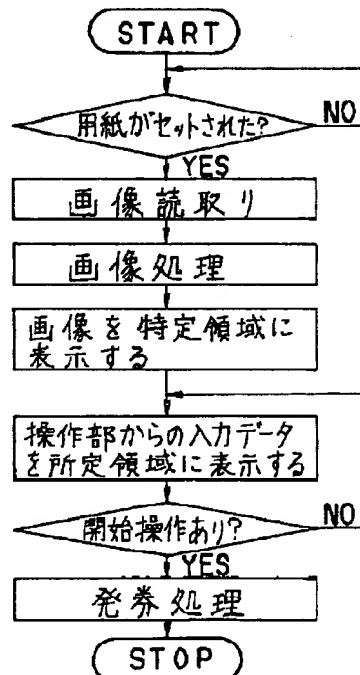 START
用紙がセットされた?
NO
YES
画像読取り
画像処理
画像を特定領域に
表示する
操作部からの入力データ
を所定領域に表示する
開始操作あり?
NO
YES
発券処理
STOP